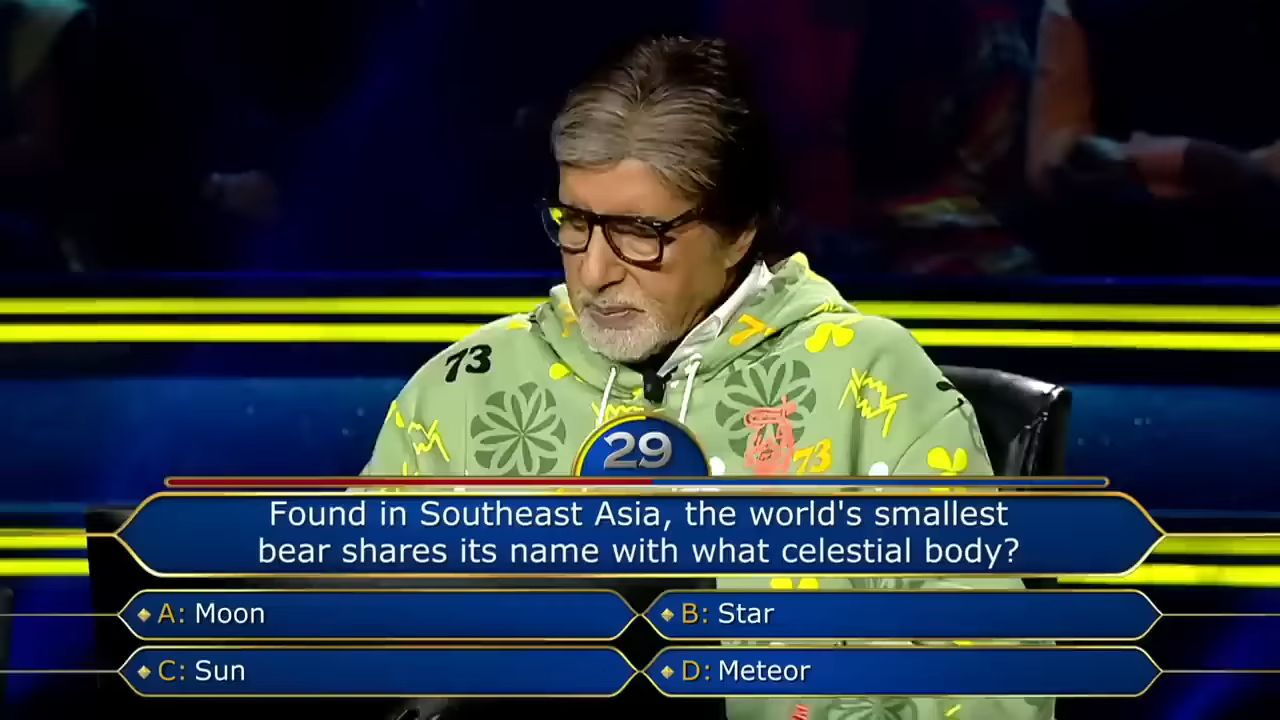 73
73
29
Found in Southeast Asia, the world's smallest
bear shares its name with what celestial body?
A: Moon
B: Star
C: Sun
D: Meteor